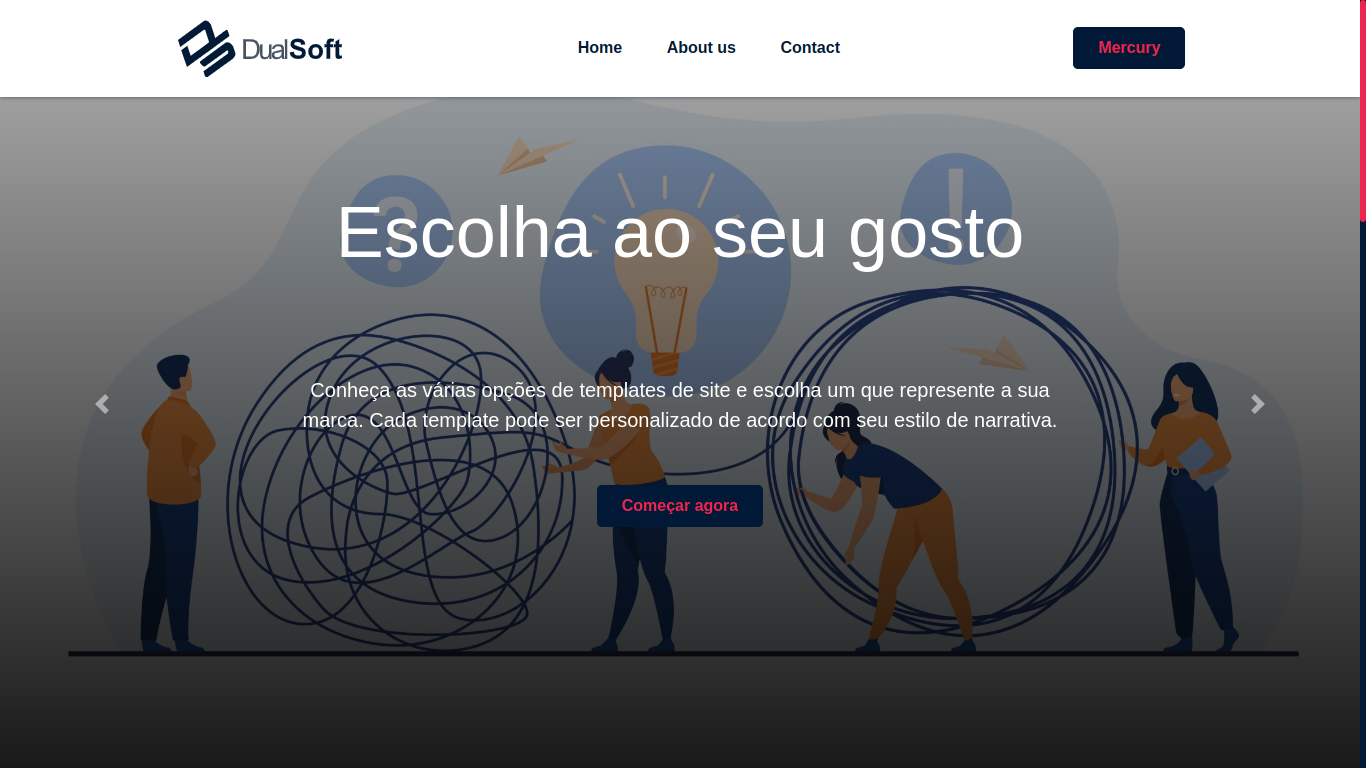 DualSoft
Home
About us
Contact
Mercury
?
!
Escolha ao seu gosto
Conheça as várias opções de templates de site e escolha um que represente a sua
marca. Cada template pode ser personalizado de acordo com seu estilo de narrativa.
Começar agora